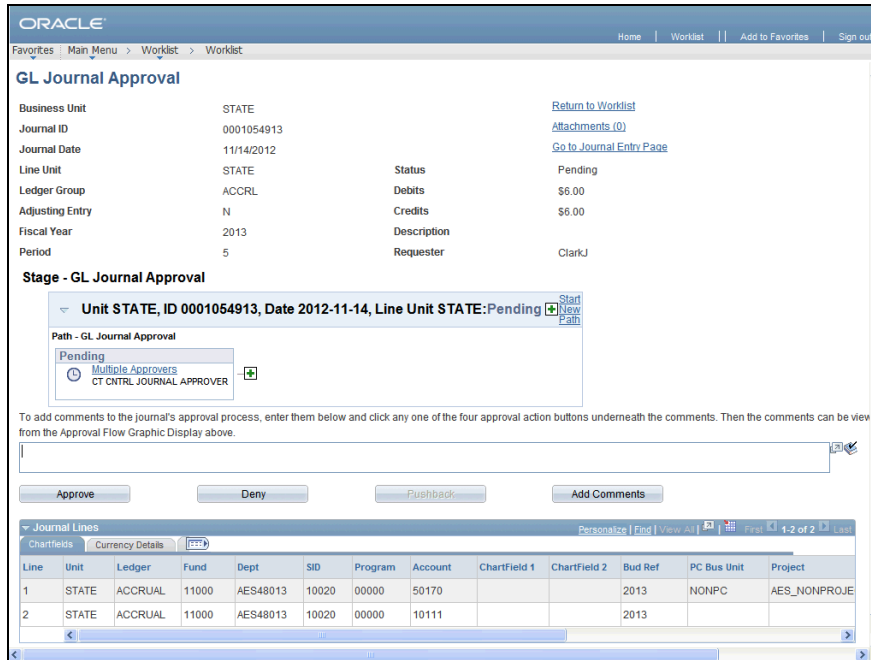 ORACLE
Home | Worklist || Add to Favorites | Sign out
Favorites | Main Menu > Worklist > Worklist
GL Journal Approval
Business Unit STATE Return to Worklist
Journal ID 0001054913 Attachments (0)
Journal Date 11/14/2012 Go to Journal Entry Page
Line Unit STATE Status Pending
Ledger Group ACCRL Debits $6.00
Adjusting Entry N Credits $6.00
Fiscal Year 2013 Description
Period 5 Requester ClarkJ
Stage - GL Journal Approval
Unit STATE, ID 0001054913, Date 2012-11-14, Line Unit STATE:Pending Start New Path
Path - GL Journal Approval
Pending
Multiple Approvers
CT CNTRL JOURNAL APPROVER
To add comments to the journal's approval process, enter them below and click any one of the four approval action buttons underneath the comments. Then the comments can be view
from the Approval Flow Graphic Display above.
Approve Deny Pushback Add Comments
Journal Lines Personalize | Find | View All | First 1-2 of 2 Last
Chartfields Currency Details
Line Unit Ledger Fund Dept SID Program Account ChartField 1 ChartField 2 Bud Ref PC Bus Unit Project
1 STATE ACCRUAL 11000 AES48013 10020 00000 50170 2013 NONPC AES_NONPROJE
2 STATE ACCRUAL 11000 AES48013 10020 00000 10111 2013